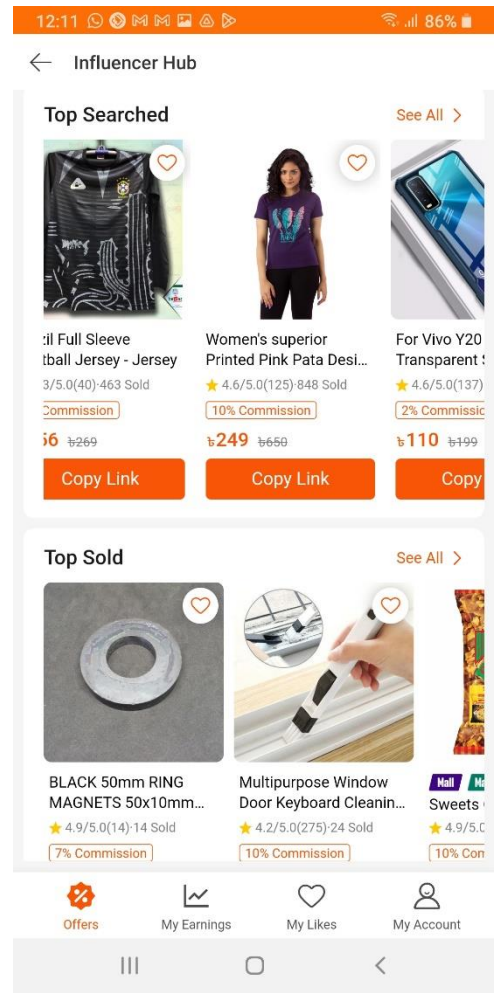 12:11
86%
Influencer Hub
Top Searched
See All >
zil Full Sleeve
tball Jersey - Jersey
3/5.0(40)·463 Sold
Commission
56 ৳269
Copy Link
Women's superior
Printed Pink Pata Desi...
4.6/5.0(125)·848 Sold
10% Commission
৳249 ৳650
Copy Link
For Vivo Y20
Transparent
4.6/5.0(137)
2% Commissio
৳110 ৳199
Copy
Top Sold
See All >
BLACK 50mm RING
MAGNETS 50x10mm...
4.9/5.0(14)·14 Sold
7% Commission
Multipurpose Window
Door Keyboard Cleanin...
4.2/5.0(275)·24 Sold
10% Commission
Mall
Ma
Sweets
4.9/5.0
10% Com
Offers
My Earnings
My Likes
My Account